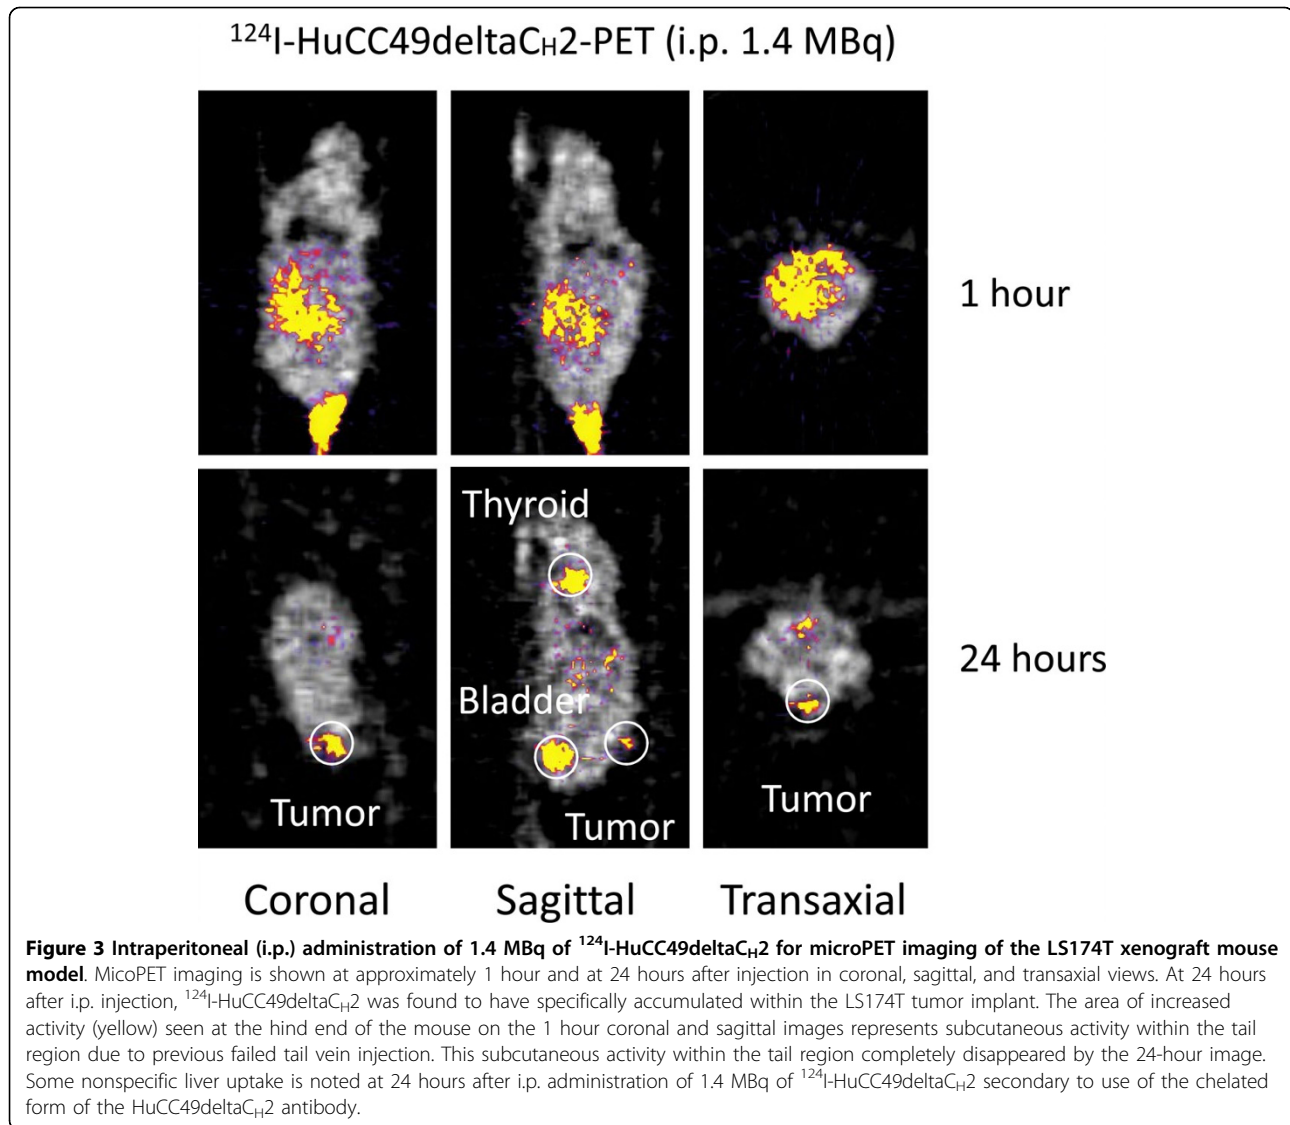 ¹²⁴I-HuCC49deltaCH2-PET (i.p. 1.4 MBq)
1 hour
Thyroid
Bladder
24 hours
Tumor
Tumor
Tumor
Coronal Sagittal Transaxial
Figure 3 Intraperitoneal (i.p.) administration of 1.4 MBq of ¹²⁴I-HuCC49deltaCH2 for microPET imaging of the LS174T xenograft mouse
model. MicoPET imaging is shown at approximately 1 hour and at 24 hours after injection in coronal, sagittal, and transaxial views. At 24 hours
after i.p. injection, ¹²⁴I-HuCC49deltaCH2 was found to have specifically accumulated within the LS174T tumor implant. The area of increased
activity (yellow) seen at the hind end of the mouse on the 1 hour coronal and sagittal images represents subcutaneous activity within the tail
region due to previous failed tail vein injection. This subcutaneous activity within the tail region completely disappeared by the 24-hour image.
Some nonspecific liver uptake is noted at 24 hours after i.p. administration of 1.4 MBq of ¹²⁴I-HuCC49deltaCH2 secondary to use of the chelated
form of the HuCC49deltaCH2 antibody.